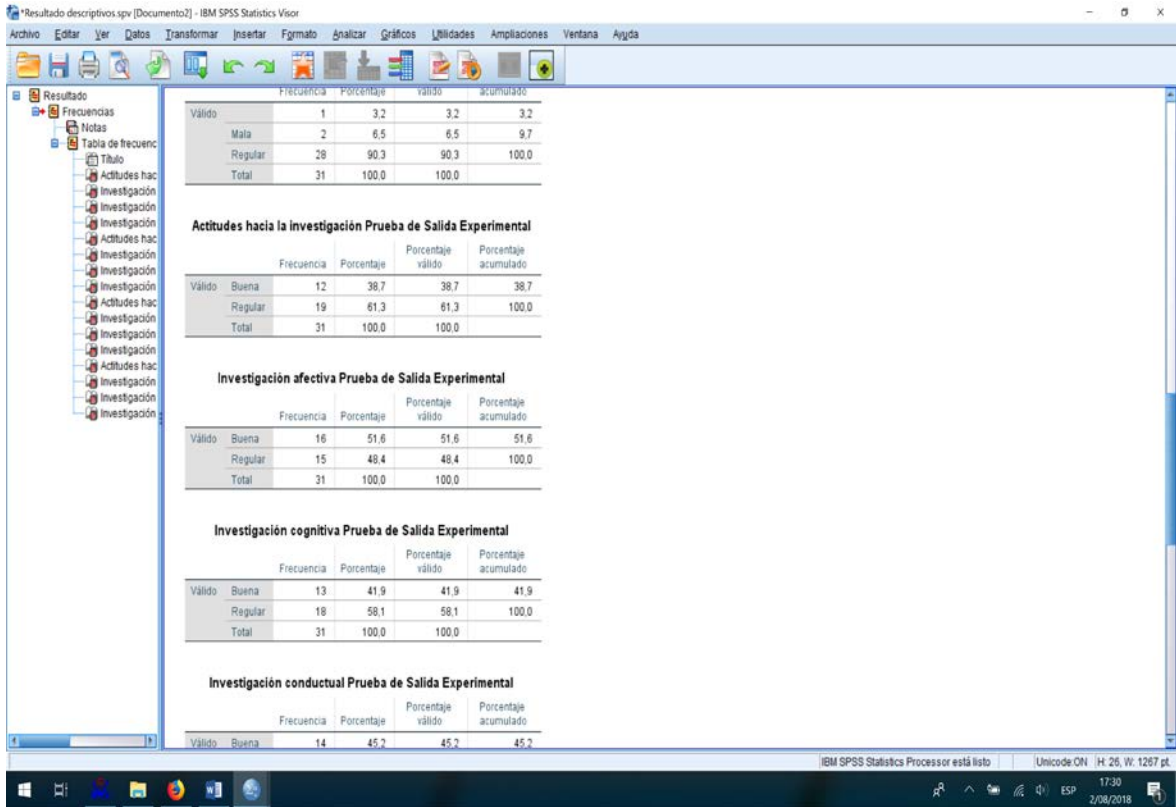 *Resultado descriptivos.spv [Documento2] - IBM SPSS Statistics Visor
Archivo Editar Ver Datos Transformar Insertar Formato Analizar Gráficos Utilidades Ampliaciones Ventana Ayuda
Resultado
Frecuencias
Notas
Tabla de frecuenc
Título
Actitudes hac
Investigación
Investigación
Investigación
Actitudes hac
Investigación
Investigación
Investigación
Actitudes hac
Investigación
Investigación
Investigación
Actitudes hac
Investigación
Investigación
Investigación
Frecuencia Porcentaje válido acumulado
Válido 1 3,2 3,2 3,2
Mala 2 6,5 6,5 9,7
Regular 28 90,3 90,3 100,0
Total 31 100,0 100,0
Actitudes hacia la investigación Prueba de Salida Experimental
Frecuencia Porcentaje Porcentaje válido Porcentaje acumulado
Válido Buena 12 38,7 38,7 38,7
Regular 19 61,3 61,3 100,0
Total 31 100,0 100,0
Investigación afectiva Prueba de Salida Experimental
Frecuencia Porcentaje Porcentaje válido Porcentaje acumulado
Válido Buena 16 51,6 51,6 51,6
Regular 15 48,4 48,4 100,0
Total 31 100,0 100,0
Investigación cognitiva Prueba de Salida Experimental
Frecuencia Porcentaje Porcentaje válido Porcentaje acumulado
Válido Buena 13 41,9 41,9 41,9
Regular 18 58,1 58,1 100,0
Total 31 100,0 100,0
Investigación conductual Prueba de Salida Experimental
Frecuencia Porcentaje Porcentaje válido Porcentaje acumulado
Válido Buena 14 45,2 45,2 45,2
IBM SPSS Statistics Processor está listo Unicode:ON H: 26, W: 1267 pt.
ESP 17:30
2/08/2018